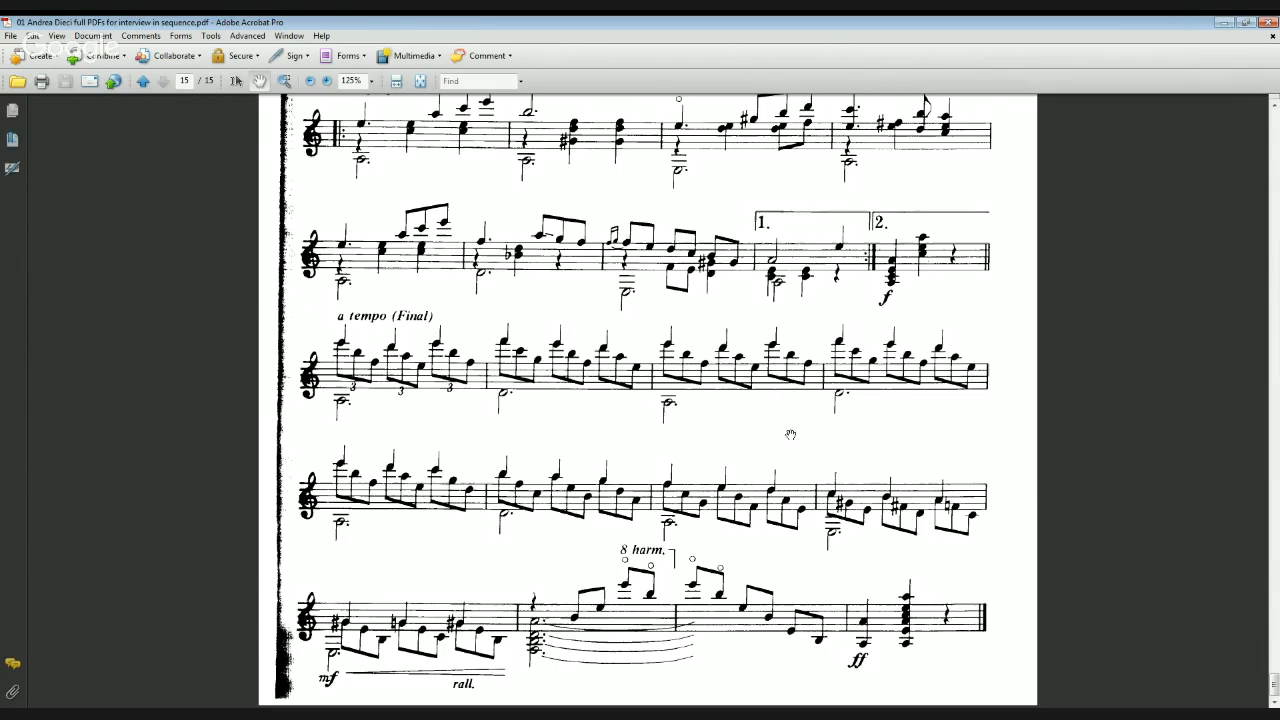 01 Andrea Dieci full PDFs for interview in sequence.pdf - Adobe Acrobat Pro
File Edit View Document Comments Forms Tools Advanced Window Help
Google
Create Combine Collaborate Secure Sign Forms Multimedia Comment
15 / 15 125% Find
1. 2.
f
a tempo (Final)
3 3 3
8 harm.
mf rall. ff